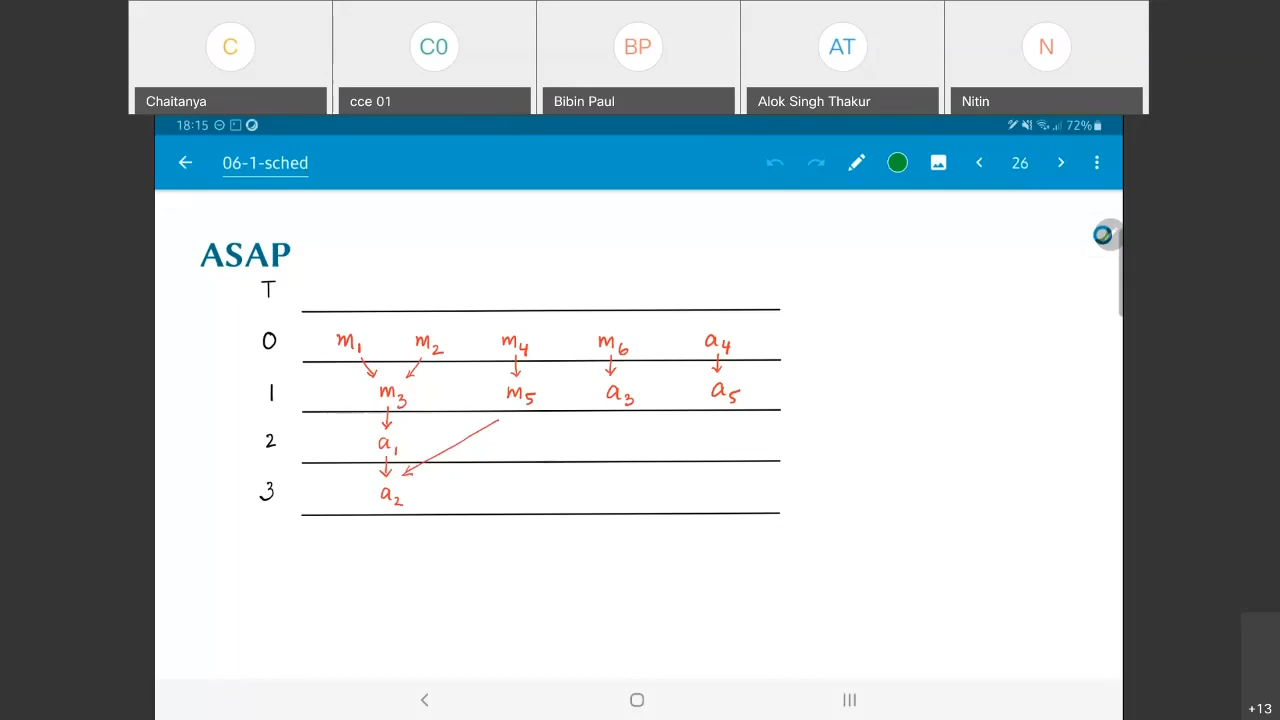 C C0 BP AT N
Chaitanya cce 01 Bibin Paul Alok Singh Thakur Nitin
18:15 72%
06-1-sched 26
ASAP
T
0 m1 m2 m4 m6 a4
1 m3 m5 a3 a5
2 a1
3 a2
+13